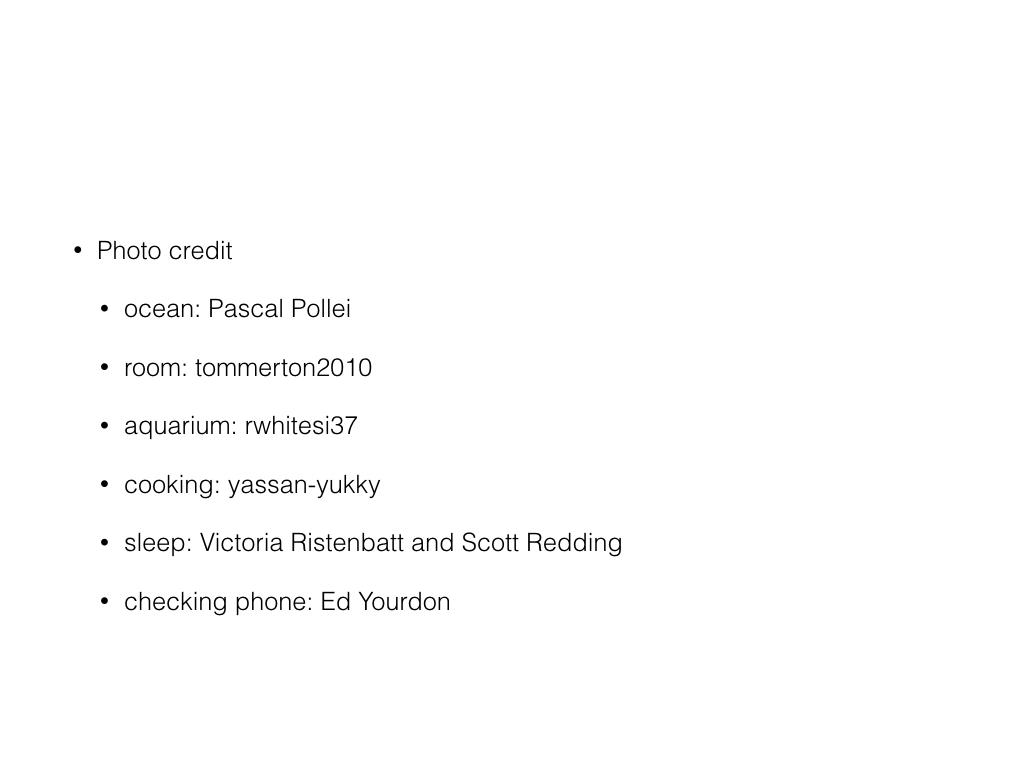 • Photo credit
• ocean: Pascal Pollei
• room: tommerton2010
• aquarium: rwhitesi37
• cooking: yassan-yukky
• sleep: Victoria Ristenbatt and Scott Redding
• checking phone: Ed Yourdon